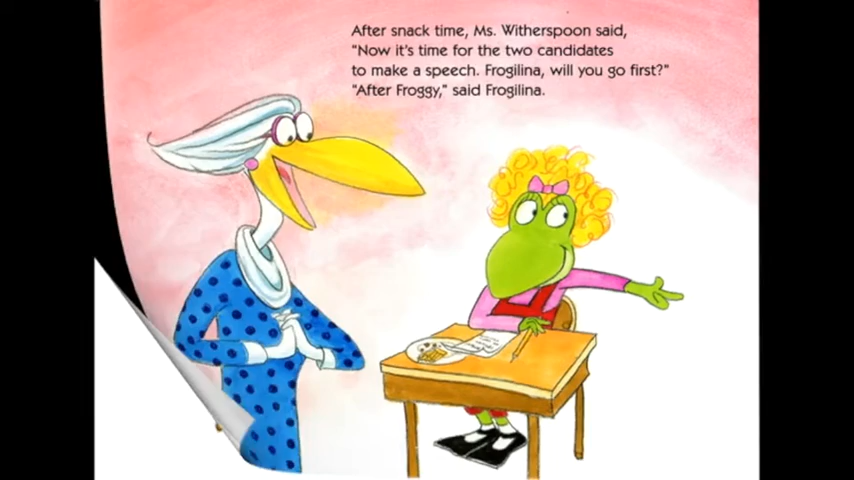 After snack time, Ms. Witherspoon said,
"Now it's time for the two candidates
to make a speech. Frogilina, will you go first?"
"After Froggy," said Frogilina.